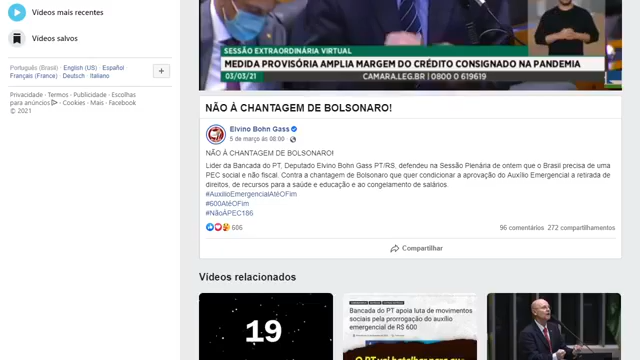 Vídeos mais recentes
Vídeos salvos
Português (Brasil) · English (US) · Español
Français (France) · Deutsch · Italiano
+
Privacidade · Termos · Publicidade · Escolhas
para anúncios · Cookies · Mais · Facebook
© 2021
SESSÃO EXTRAORDINÁRIA VIRTUAL
MEDIDA PROVISÓRIA AMPLIA MARGEM DO CRÉDITO CONSIGNADO NA PANDEMIA
03/03/21 CAMARA.LEG.BR | 0800 0 619619
NÃO À CHANTAGEM DE BOLSONARO!
Elvino Bohn Gass
5 de março às 08:00 ·
NÃO À CHANTAGEM DE BOLSONARO!
Líder da Bancada do PT, Deputado Elvino Bohn Gass PT/RS, defendeu na Sessão Plenária de ontem que o Brasil precisa de uma
PEC social e não fiscal. Contra a chantagem de Bolsonaro que quer condicionar a aprovação do Auxílio Emergencial a retirada de
direitos, de recursos para a saúde e educação e ao congelamento de salários.
#AuxílioEmergencialAtéOFim
#600AtéOFim
#NãoÀPEC186
606 96 comentários 272 compartilhamentos
Compartilhar
Vídeos relacionados
19
Bancada do PT apoia luta de movimentos
sociais pela prorrogação do auxílio
emergencial de R$ 600